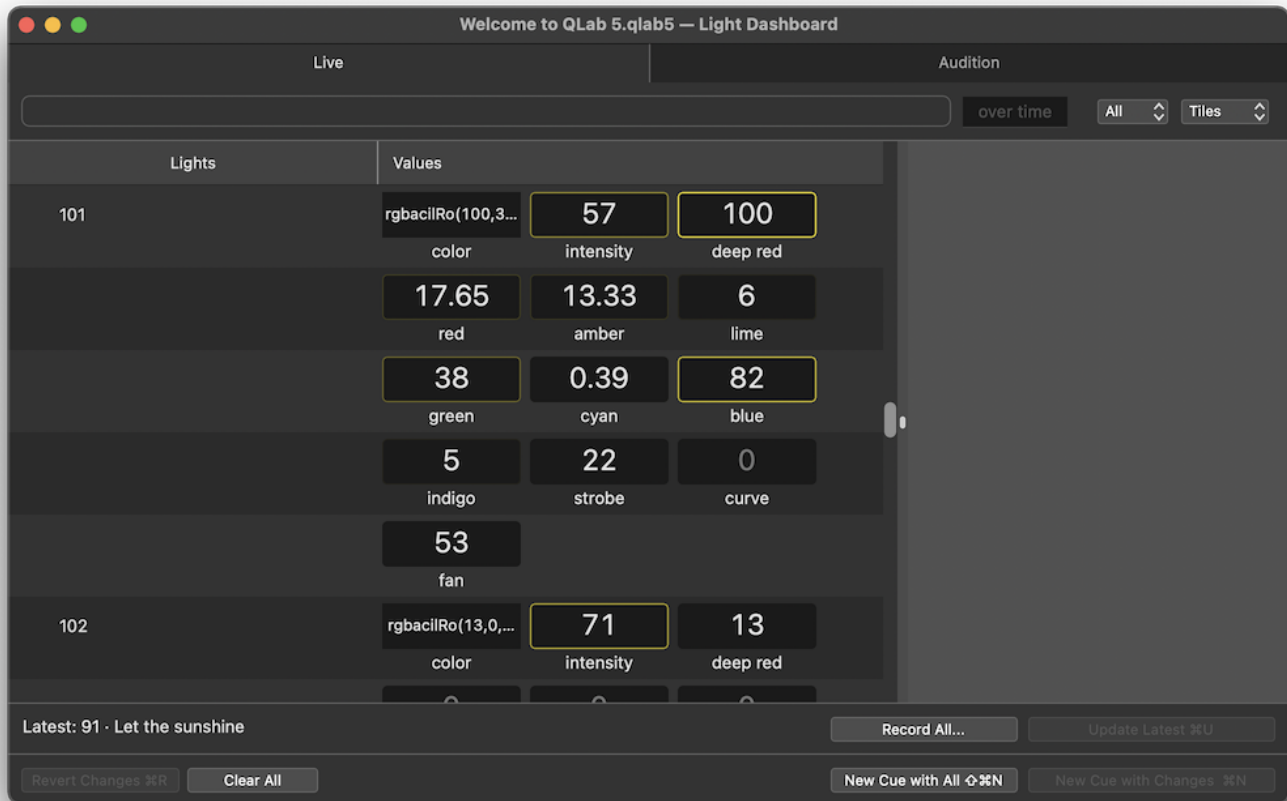 Welcome to QLab 5.qlab5 — Light Dashboard
Live Audition
over time All Tiles
Lights Values
101 rgbacilRo(100,3... 57 100
color intensity deep red
17.65 13.33 6
red amber lime
38 0.39 82
green cyan blue
5 22 0
indigo strobe curve
53
fan
102 rgbacilRo(13,0,... 71 13
color intensity deep red
Latest: 91 · Let the sunshine Record All... Update Latest ⌘U
Revert Changes ⌘R Clear All New Cue with All ⇧⌘N New Cue with Changes ⌘N